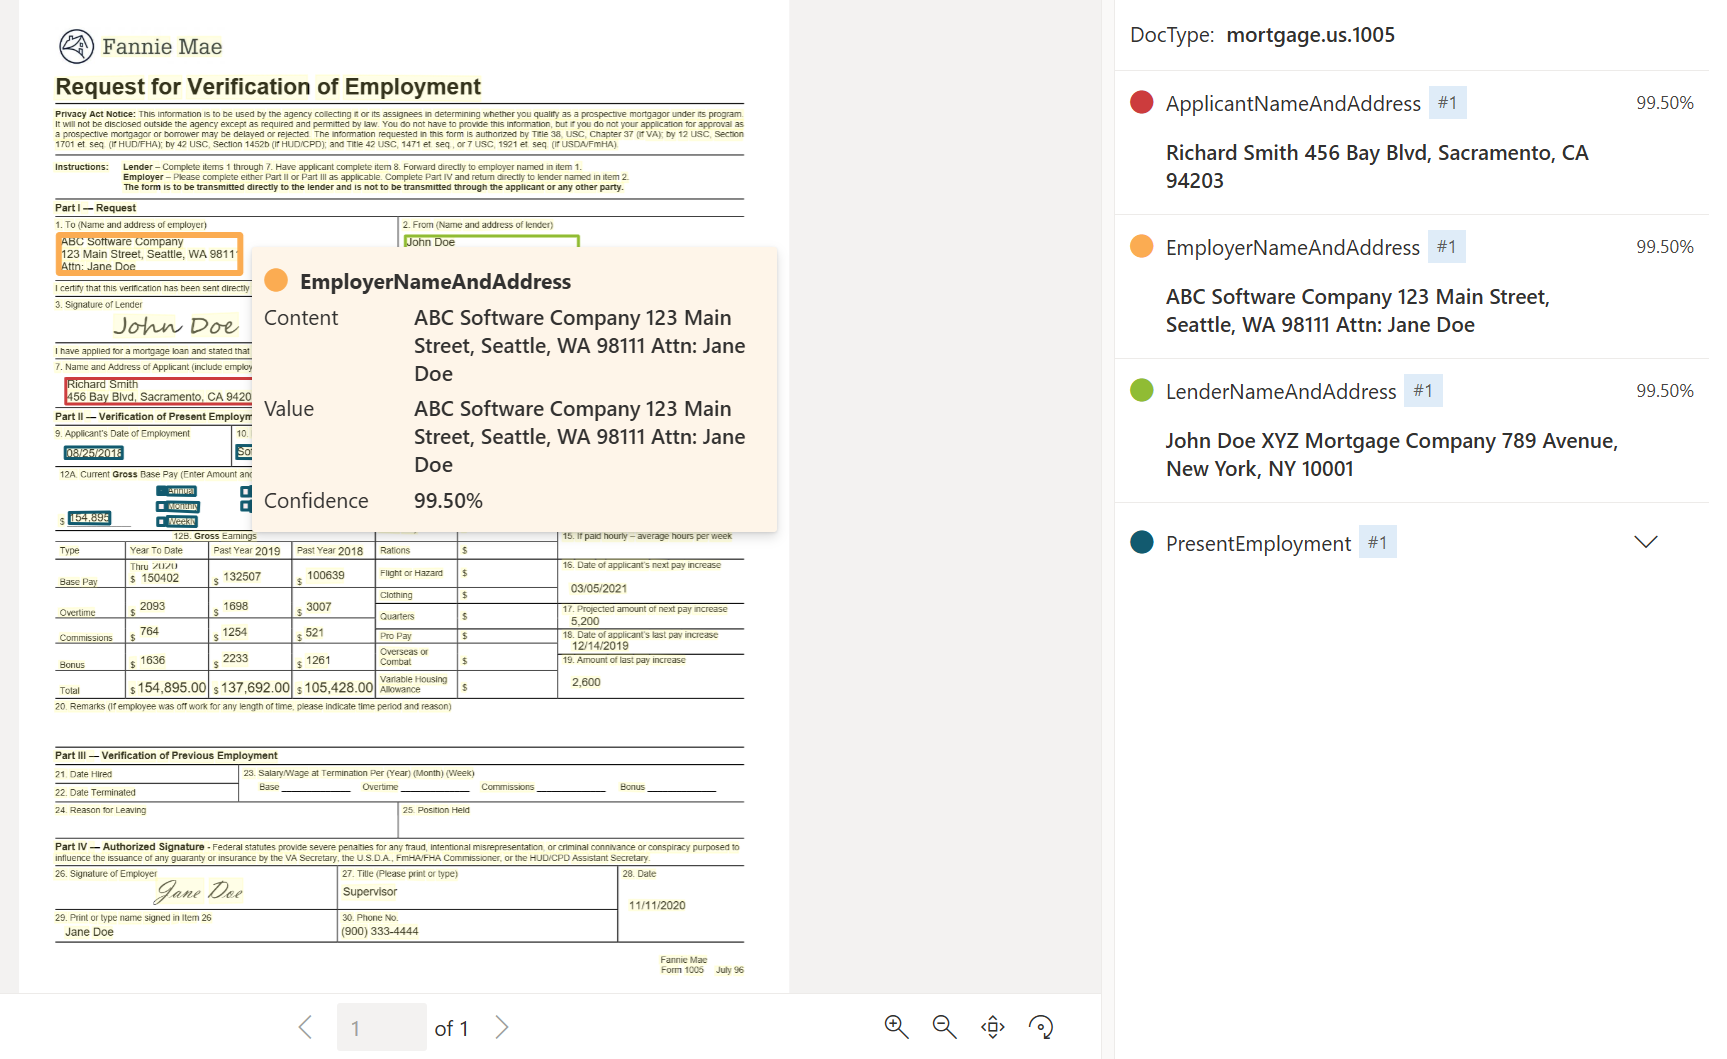 Fannie Mae
Request for Verification of Employment
Privacy Act Notice: This information is to be used by the agency collecting it or its assignees in determining whether you qualify as a prospective mortgagor under its program.
It will not be disclosed outside the agency except as required and permitted by law. You do not have to provide this information, but if you do not your application for approval as
a prospective mortgagor or borrower may be delayed or rejected. The information requested in this form is authorized by Title 38, USC, Chapter 37 (if VA); by 12 USC, Section
1701 et. seq. (if HUD/FHA); by 42 USC, Section 1452b (if HUD/CPD); and Title 42 USC, 1471 et. seq., or 7 USC, 1921 et. seq. (if USDA/FmHA).
Instructions: Lender – Complete items 1 through 7. Have applicant complete item 8. Forward directly to employer named in item 1.
Employer – Please complete either Part II or Part III as applicable. Complete Part IV and return directly to lender named in item 2.
The form is to be transmitted directly to the lender and is not to be transmitted through the applicant or any other party.
Part I — Request
1. To (Name and address of employer) 2. From (Name and address of lender)
ABC Software Company John Doe
123 Main Street, Seattle, WA 98111
Attn: Jane Doe
I certify that this verification has been sent directly
3. Signature of Lender
John Doe
I have applied for a mortgage loan and stated that
7. Name and Address of Applicant (include employ
Richard Smith
456 Bay Blvd, Sacramento, CA 9420
Part II — Verification of Present Employm
9. Applicant's Date of Employment 10.
08/25/2018 Sof
12A. Current Gross Base Pay (Enter Amount and
Annual
Monthly
$ 154,895 Weekly
EmployerNameAndAddress
Content ABC Software Company 123 Main
Street, Seattle, WA 98111 Attn: Jane
Doe
Value ABC Software Company 123 Main
Street, Seattle, WA 98111 Attn: Jane
Doe
Confidence 99.50%
12B. Gross Earnings 15. If paid hourly – average hours per week
Type Year To Date Past Year 2019 Past Year 2018 Rations $
Thru 2020 16. Date of applicant's next pay increase
Base Pay $ 150402 $ 132507 $ 100639 Flight or Hazard $
03/05/2021
Clothing $
Overtime $ 2093 $ 1698 $ 3007 Quarters $ 17. Projected amount of next pay increase
5,200
Commissions $ 764 $ 1254 $ 521 Pro Pay $ 18. Date of applicant's last pay increase
12/14/2019
Bonus $ 1636 $ 2233 $ 1261 Overseas or
Combat $ 19. Amount of last pay increase
Total $ 154,895.00 $ 137,692.00 $ 105,428.00 Variable Housing
Allowance $ 2,600
20. Remarks (If employee was off work for any length of time, please indicate time period and reason)
Part III — Verification of Previous Employment
21. Date Hired 23. Salary/Wage at Termination Per (Year) (Month) (Week)
22. Date Terminated Base Overtime Commissions Bonus
24. Reason for Leaving 25. Position Held
Part IV — Authorized Signature - Federal statutes provide severe penalties for any fraud, intentional misrepresentation, or criminal connivance or conspiracy purposed to
influence the issuance of any guaranty or insurance by the VA Secretary, the U.S.D.A., FmHA/FHA Commissioner, or the HUD/CPD Assistant Secretary.
26. Signature of Employer 27. Title (Please print or type) 28. Date
Jane Doe Supervisor
11/11/2020
29. Print or type name signed in Item 26 30. Phone No.
Jane Doe (900) 333-4444
Fannie Mae
Form 1005 July 96
1 of 1
DocType: mortgage.us.1005
ApplicantNameAndAddress #1 99.50%
Richard Smith 456 Bay Blvd, Sacramento, CA
94203
EmployerNameAndAddress #1 99.50%
ABC Software Company 123 Main Street,
Seattle, WA 98111 Attn: Jane Doe
LenderNameAndAddress #1 99.50%
John Doe XYZ Mortgage Company 789 Avenue,
New York, NY 10001
PresentEmployment #1